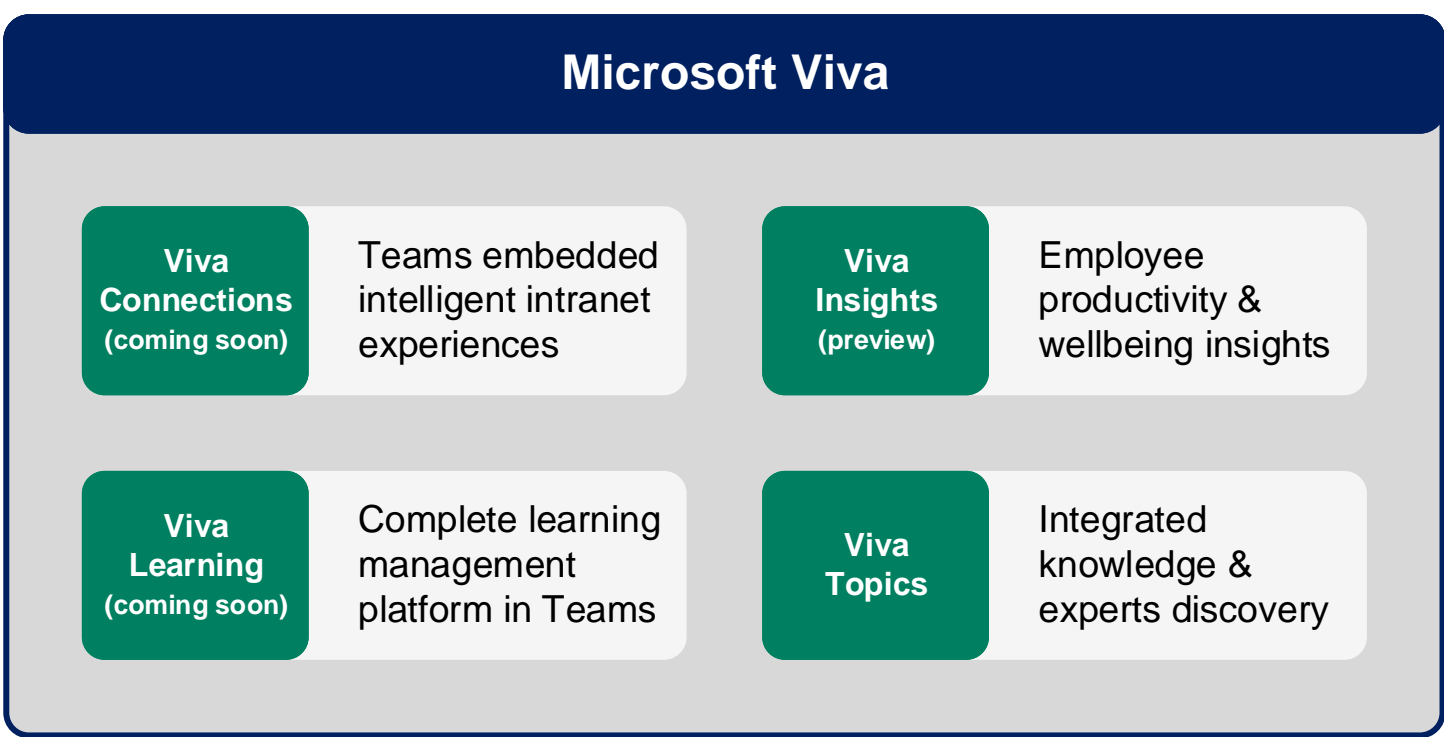 Microsoft Viva
Viva
Connections
(coming soon)
Teams embedded
intelligent intranet
experiences
Viva
Insights
(preview)
Employee
productivity &
wellbeing insights
Viva
Learning
(coming soon)
Complete learning
management
platform in Teams
Viva
Topics
Integrated
knowledge &
experts discovery